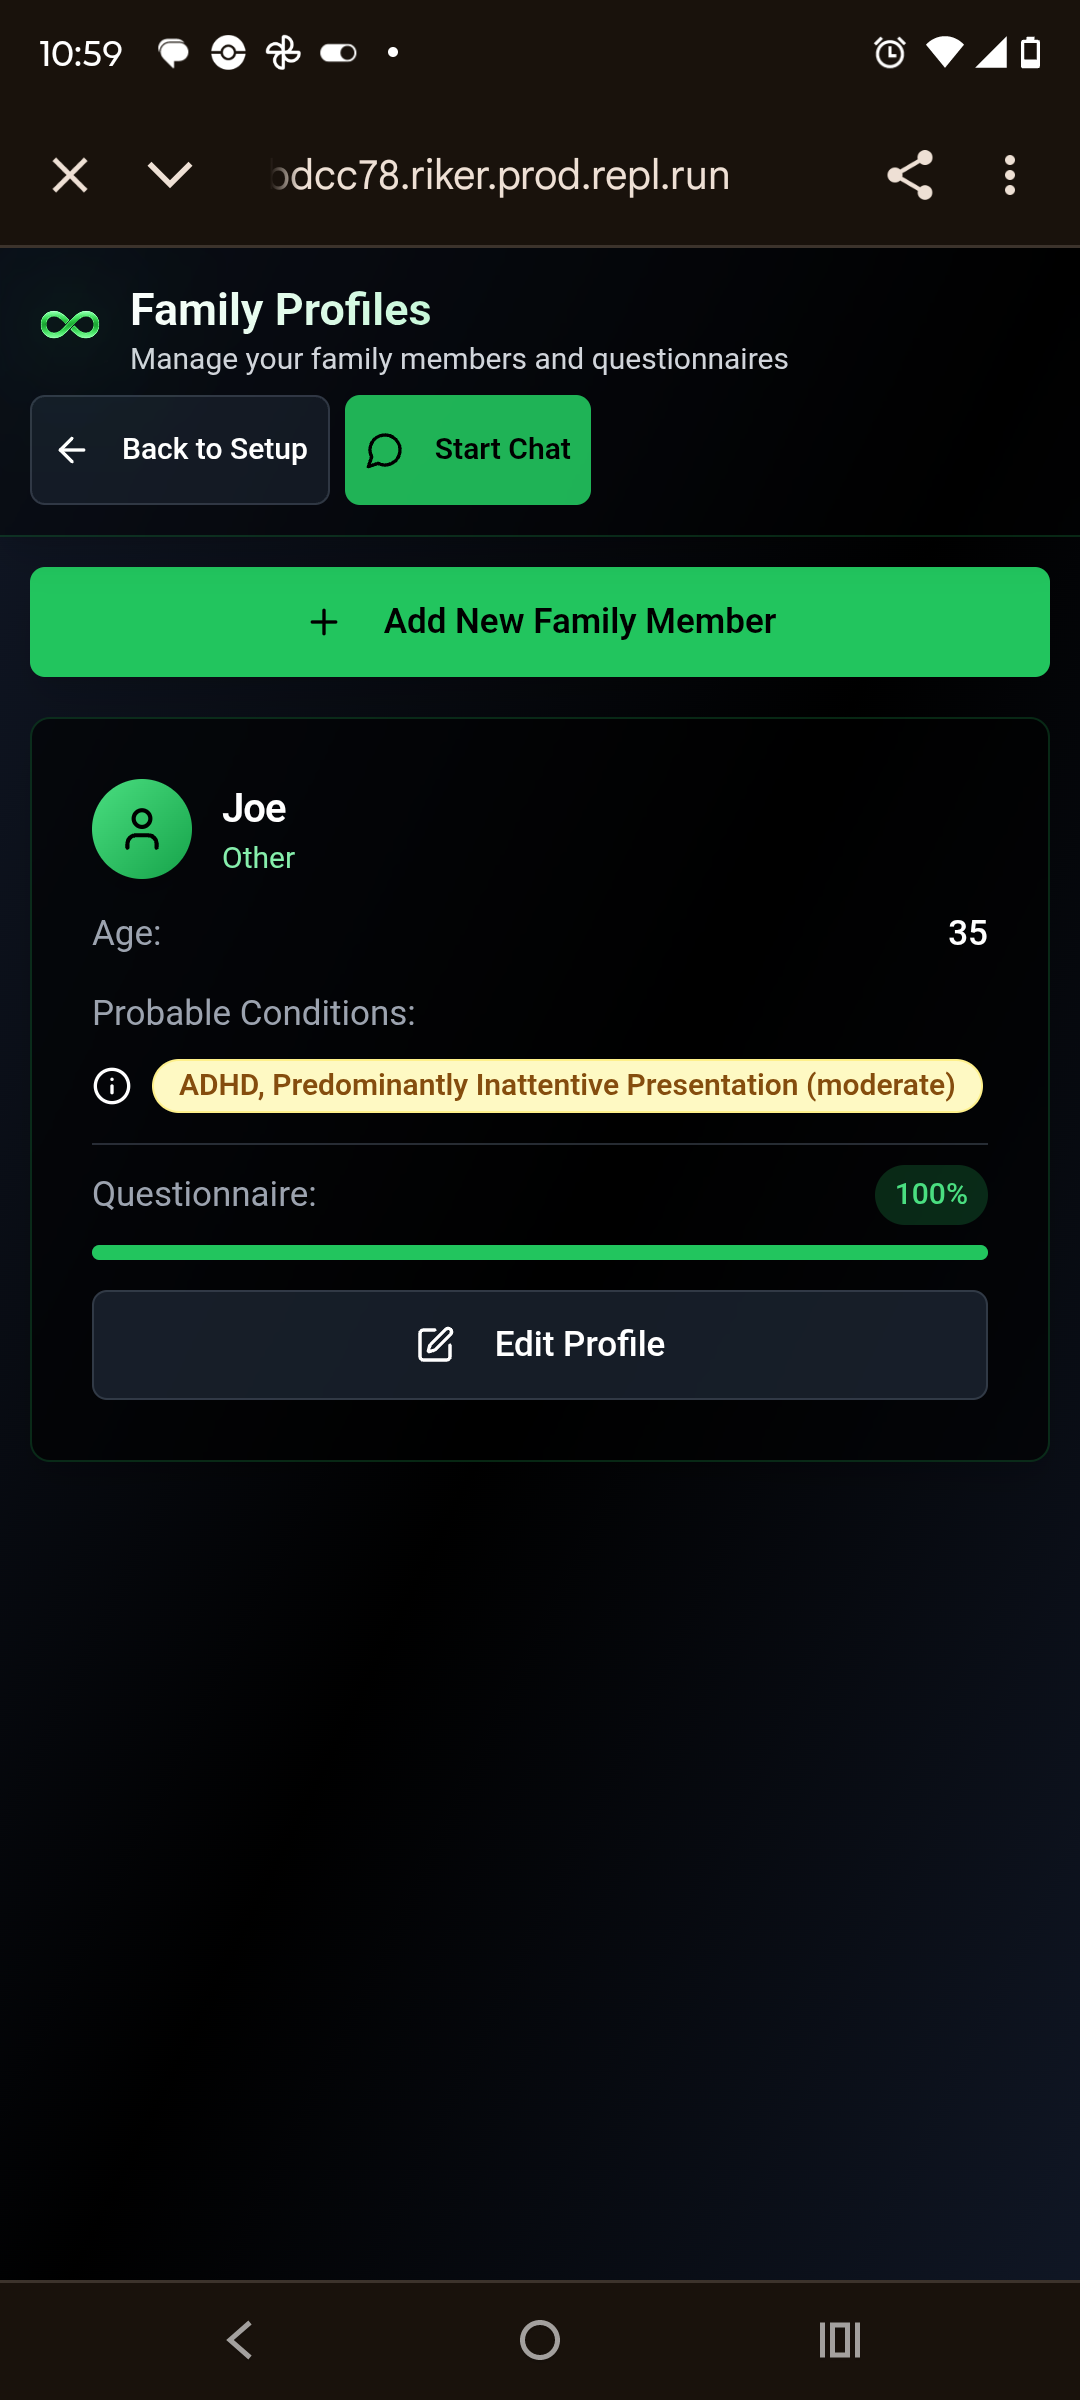 10:59
bdcc78.riker.prod.repl.run
Family Profiles
Manage your family members and questionnaires
Back to Setup
Start Chat
Add New Family Member
Joe
Other
Age:
35
Probable Conditions:
ADHD, Predominantly Inattentive Presentation (moderate)
Questionnaire:
100%
Edit Profile